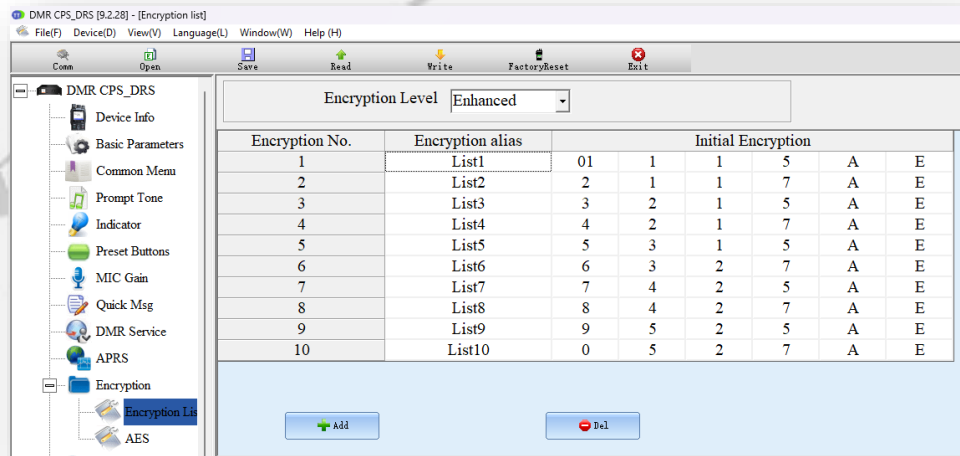 DMR CPS_DRS [9.2.28] - [Encryption list]
File(F) Device(D) View(V) Language(L) Window(W) Help (H)
Comm Open Save Read Write FactoryReset Exit
DMR CPS_DRS
Device Info
Basic Parameters
Common Menu
Prompt Tone
Indicator
Preset Buttons
MIC Gain
Quick Msg
DMR Service
APRS
Encryption
Encryption Lis
AES
Encryption Level Enhanced
Encryption No. Encryption alias Initial Encryption
1 List1 01 1 1 5 A E
2 List2 2 1 1 7 A E
3 List3 3 2 1 5 A E
4 List4 4 2 1 7 A E
5 List5 5 3 1 5 A E
6 List6 6 3 2 7 A E
7 List7 7 4 2 5 A E
8 List8 8 4 2 7 A E
9 List9 9 5 2 5 A E
10 List10 0 5 2 7 A E
Add Del